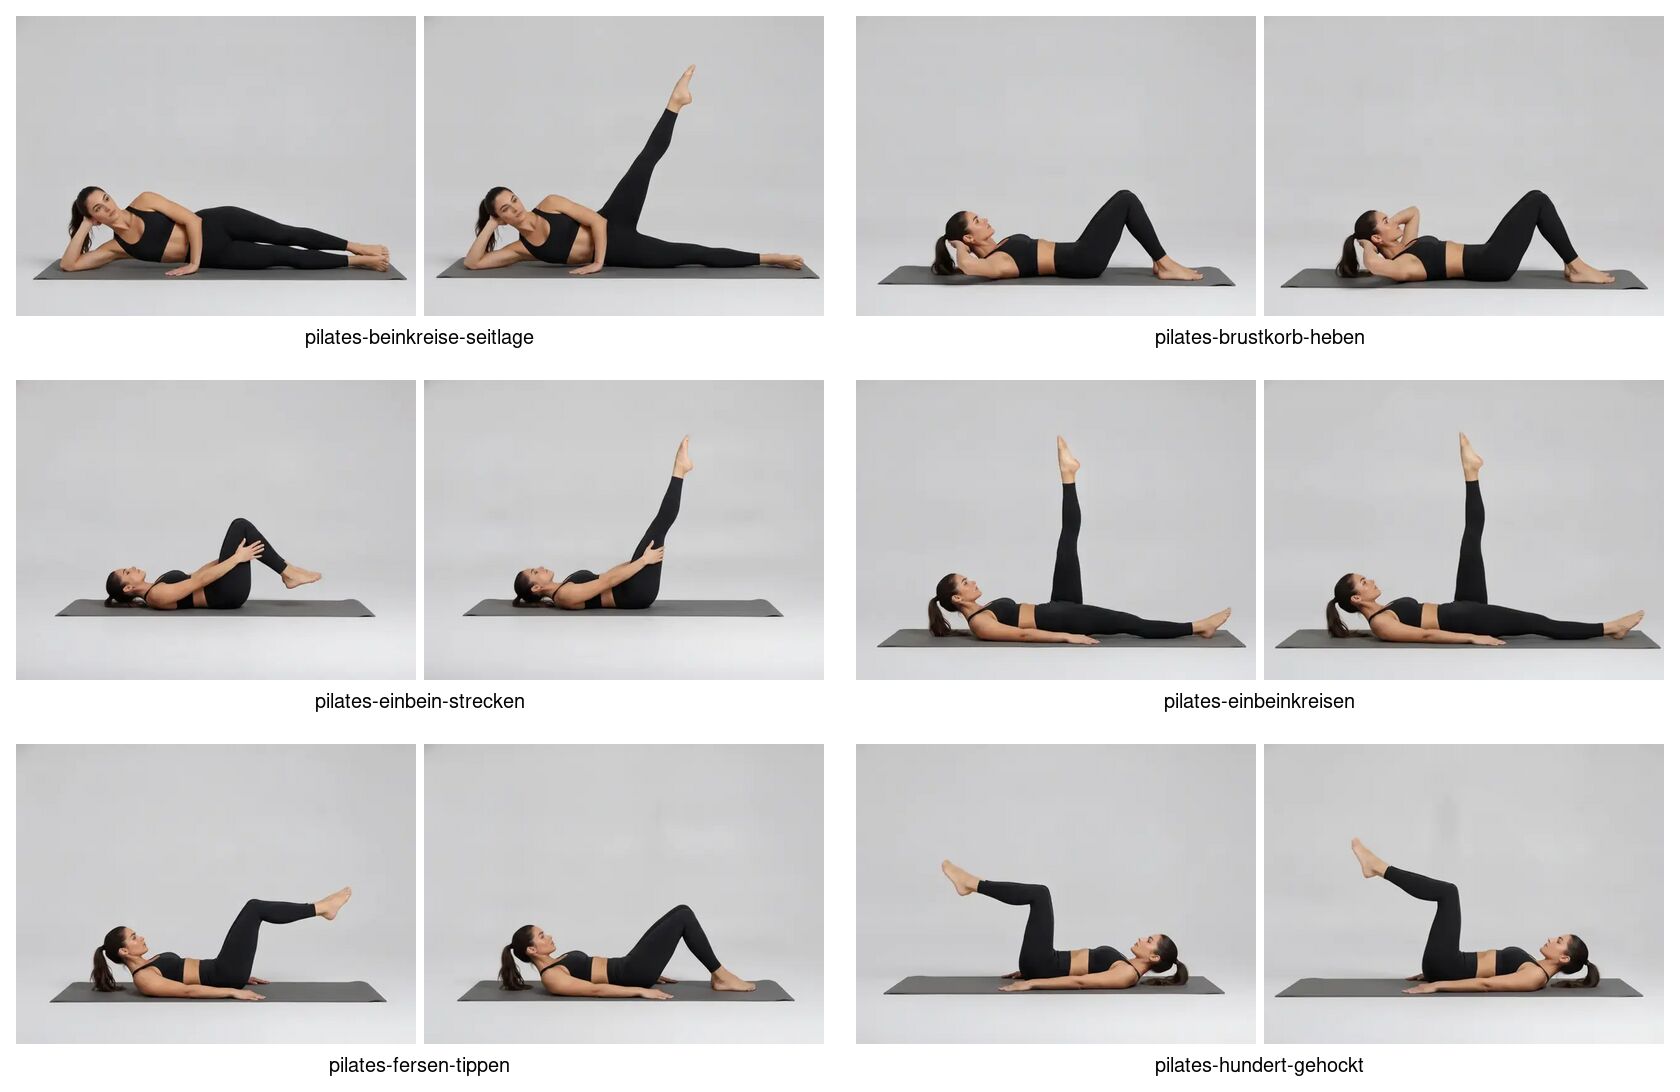 pilates-beinkreise-seitlage
pilates-brustkorb-heben
pilates-einbein-strecken
pilates-einbeinkreisen
pilates-fersen-tippen
pilates-hundert-gehockt